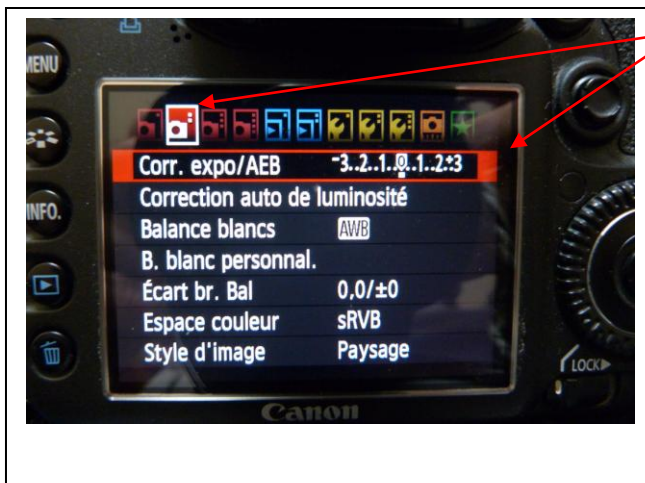 MENU
INFO.
Corr. expo/AEB -3..2..1..0..1..2.+3
Correction auto de luminosité
Balance blancs AWB
B. blanc personnal.
Écart br. Bal 0,0/±0
Espace couleur sRVB
Style d'image Paysage
LOCK▶
Canon